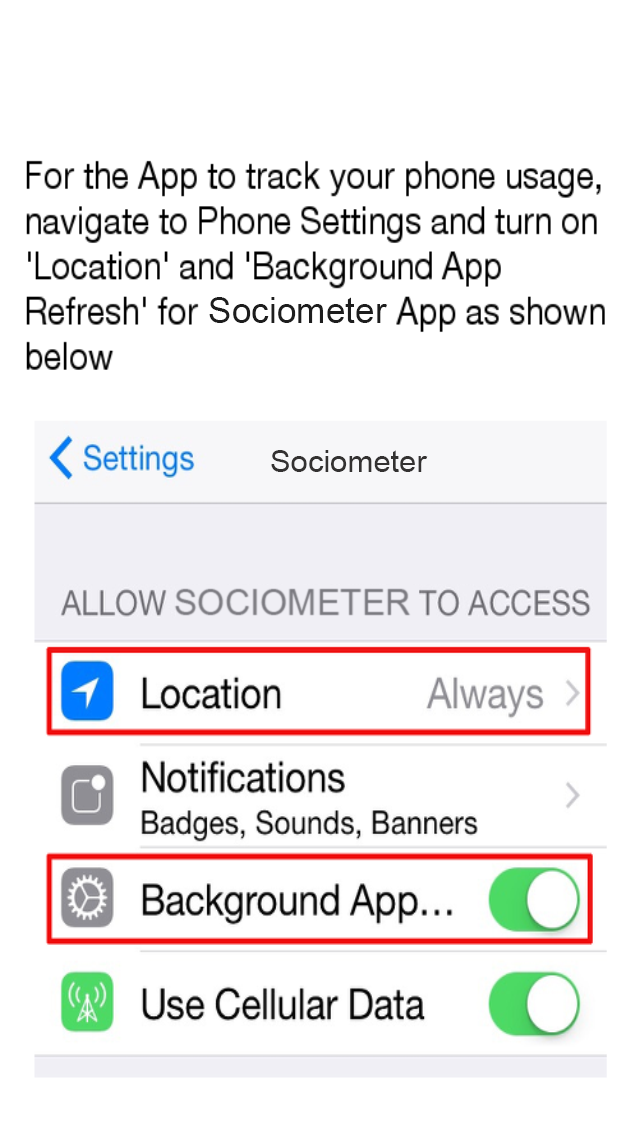 For the App to track your phone usage,
navigate to Phone Settings and turn on
'Location' and 'Background App
Refresh' for Sociometer App as shown
below
Settings Sociometer
ALLOW SOCIOMETER TO ACCESS
Location Always
Notifications
Badges, Sounds, Banners
Background App...
Use Cellular Data